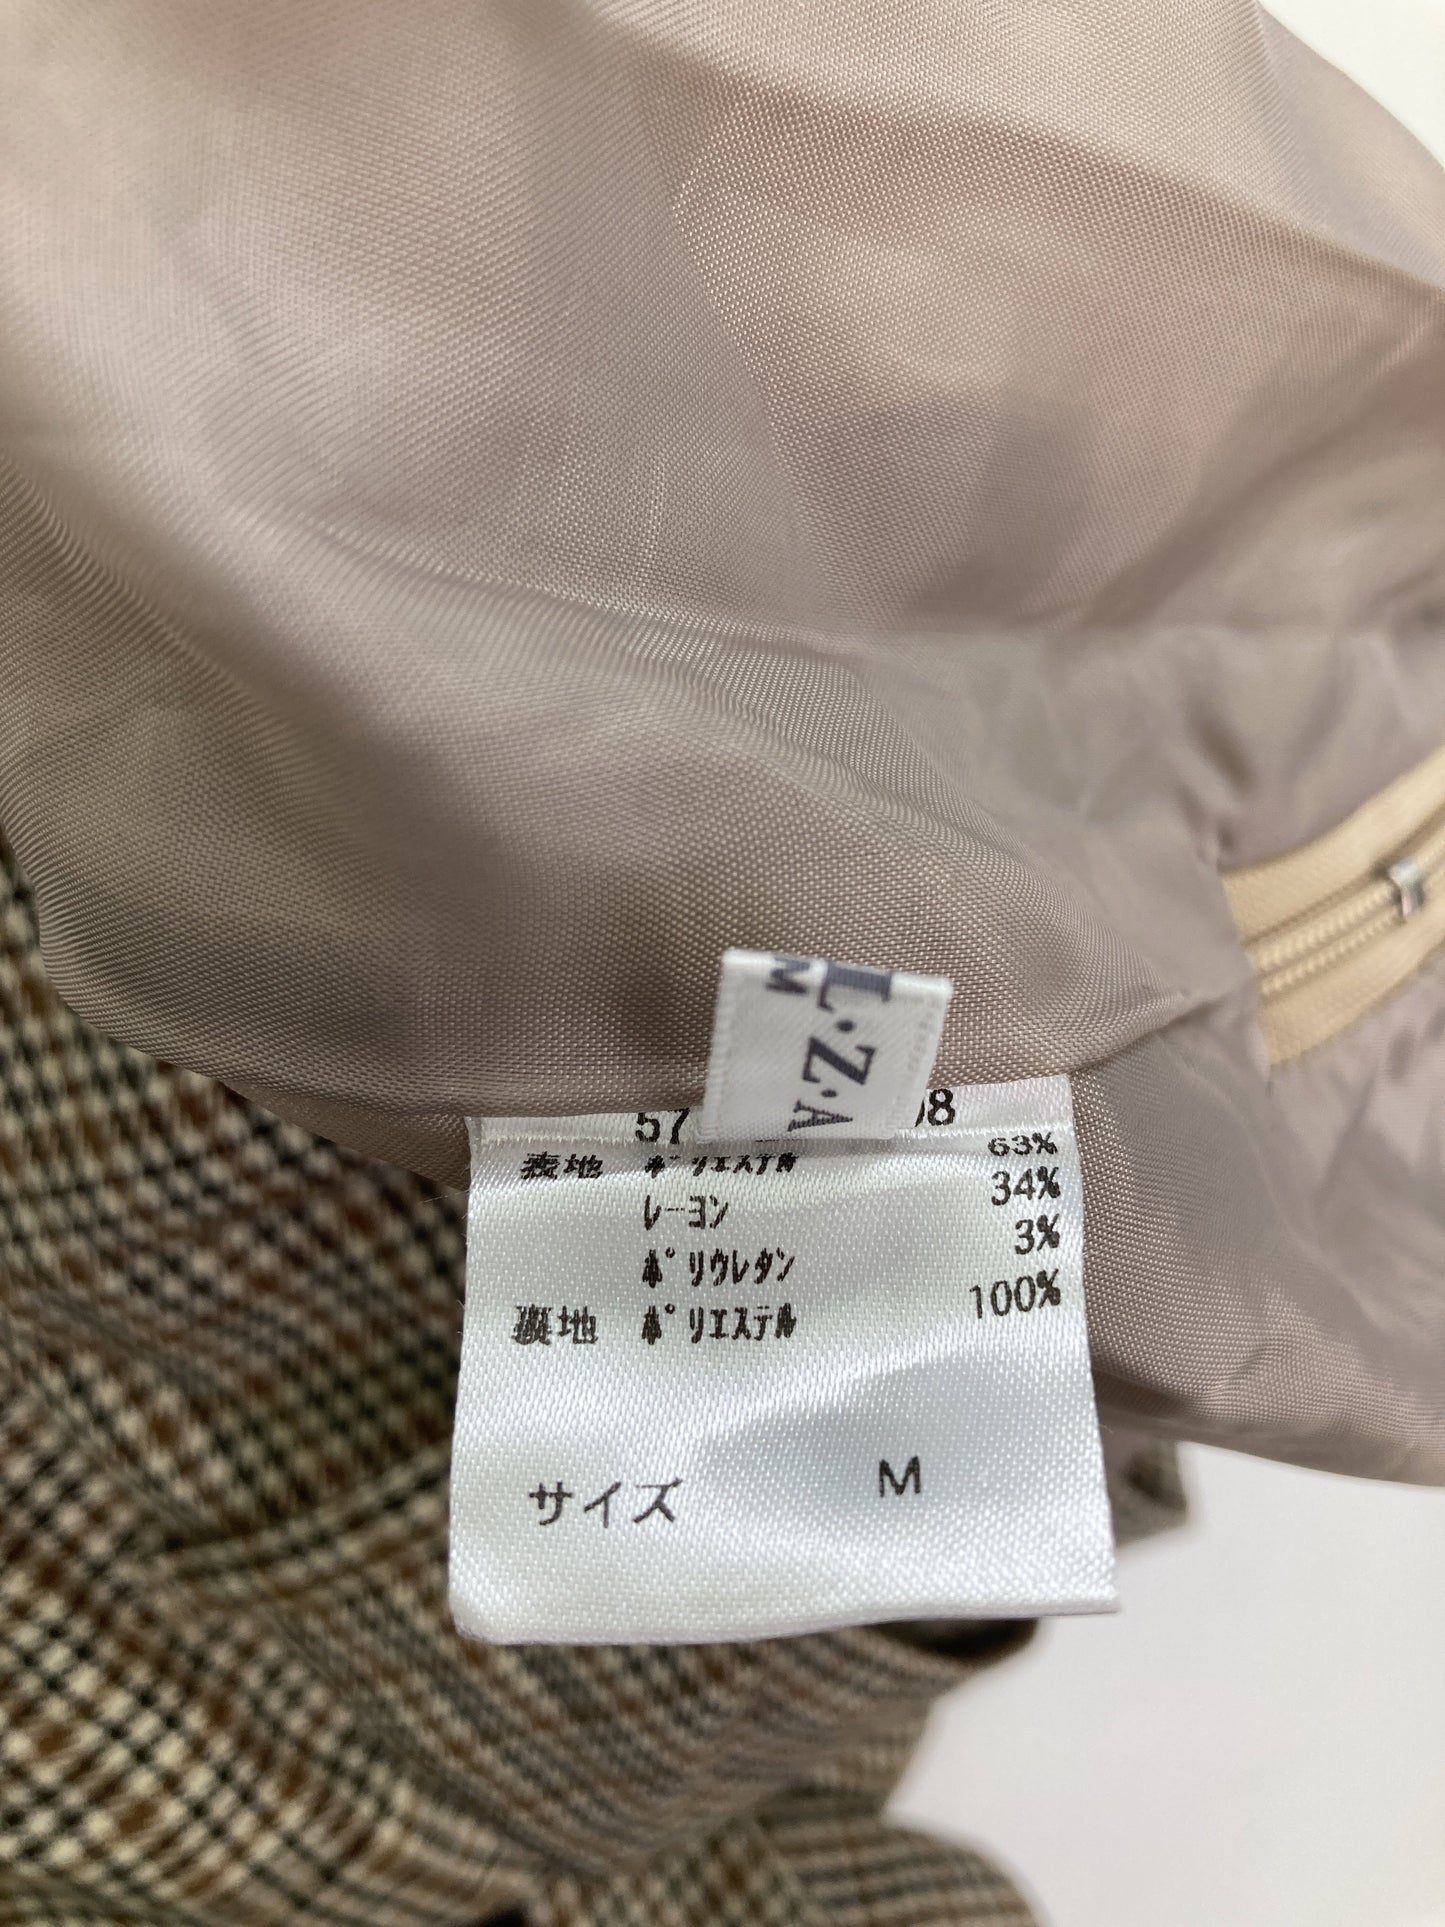 L・Z・A
M
57
08
表地 ポリエステル 63%
レーヨン 34%
ポリウレタン 3%
裏地 ポリエステル 100%
サイズ M